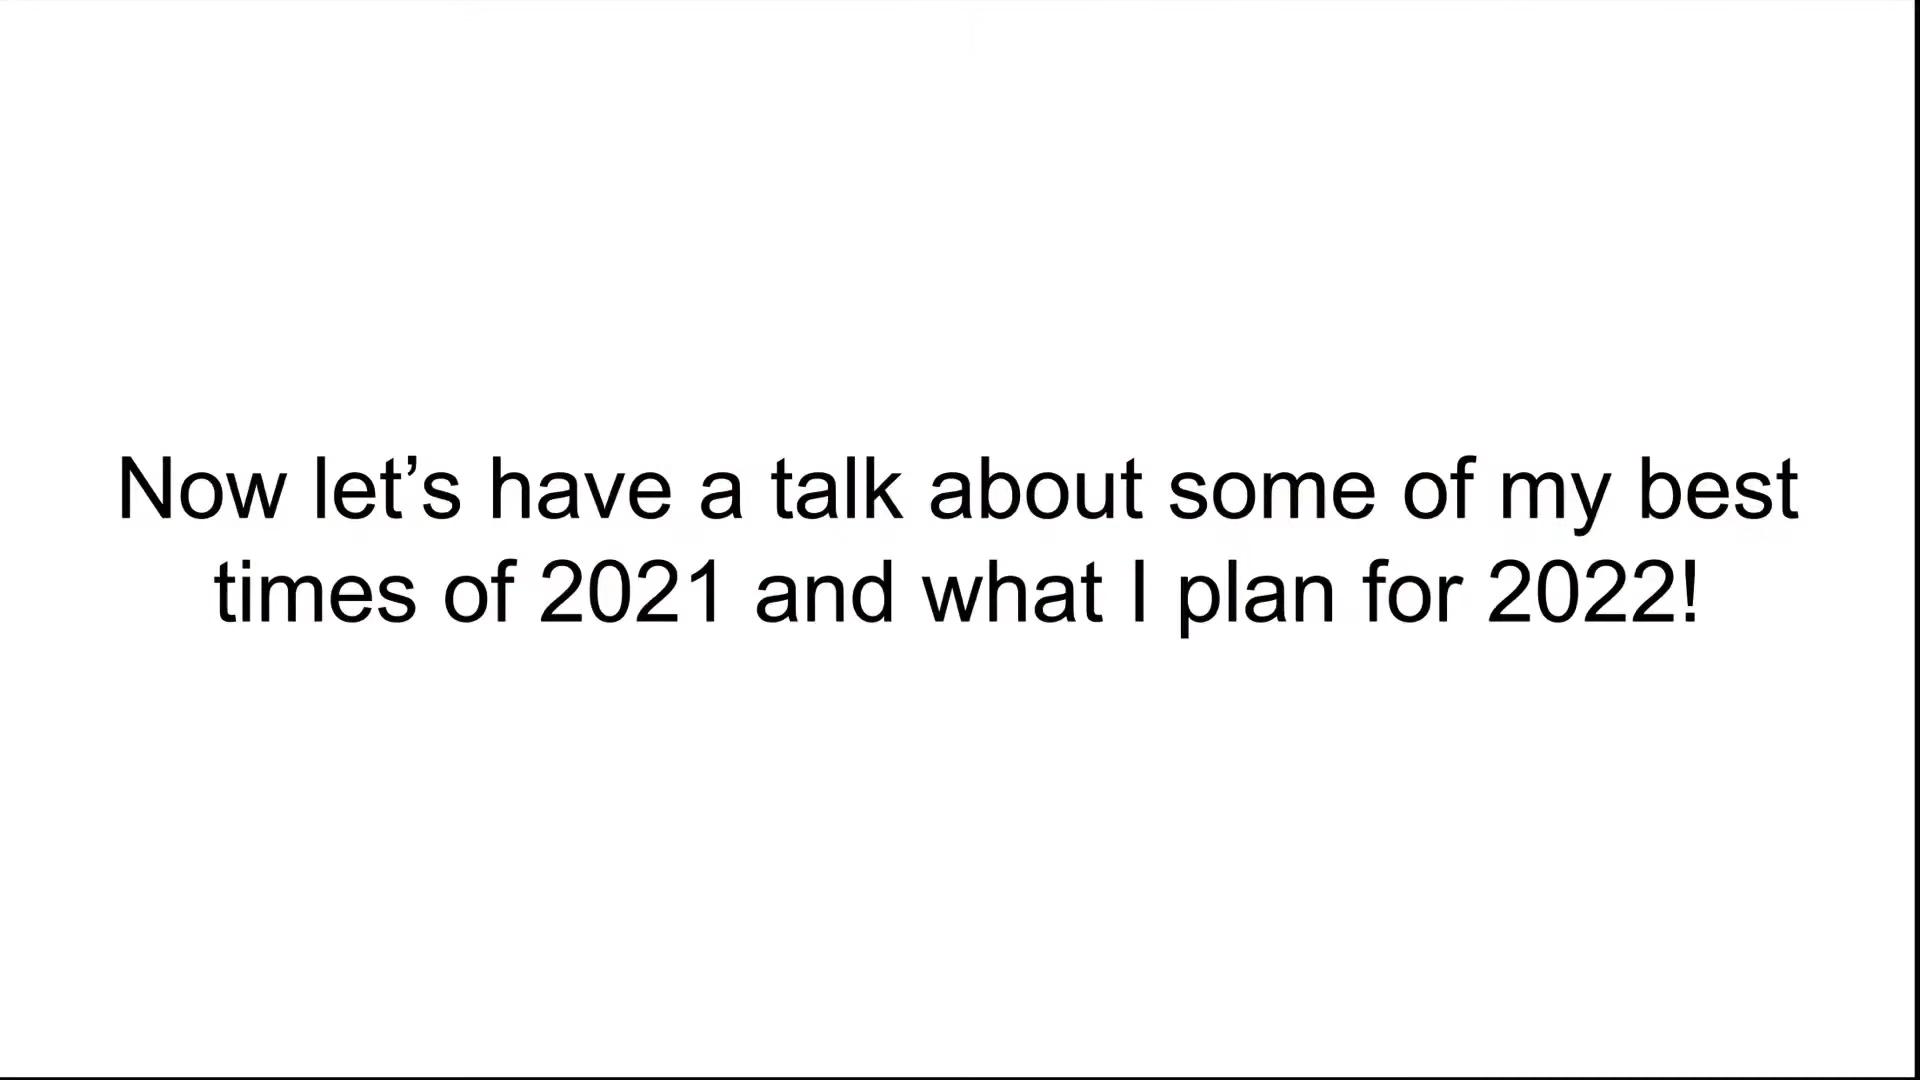 Now let’s have a talk about some of my best
times of 2021 and what I plan for 2022!